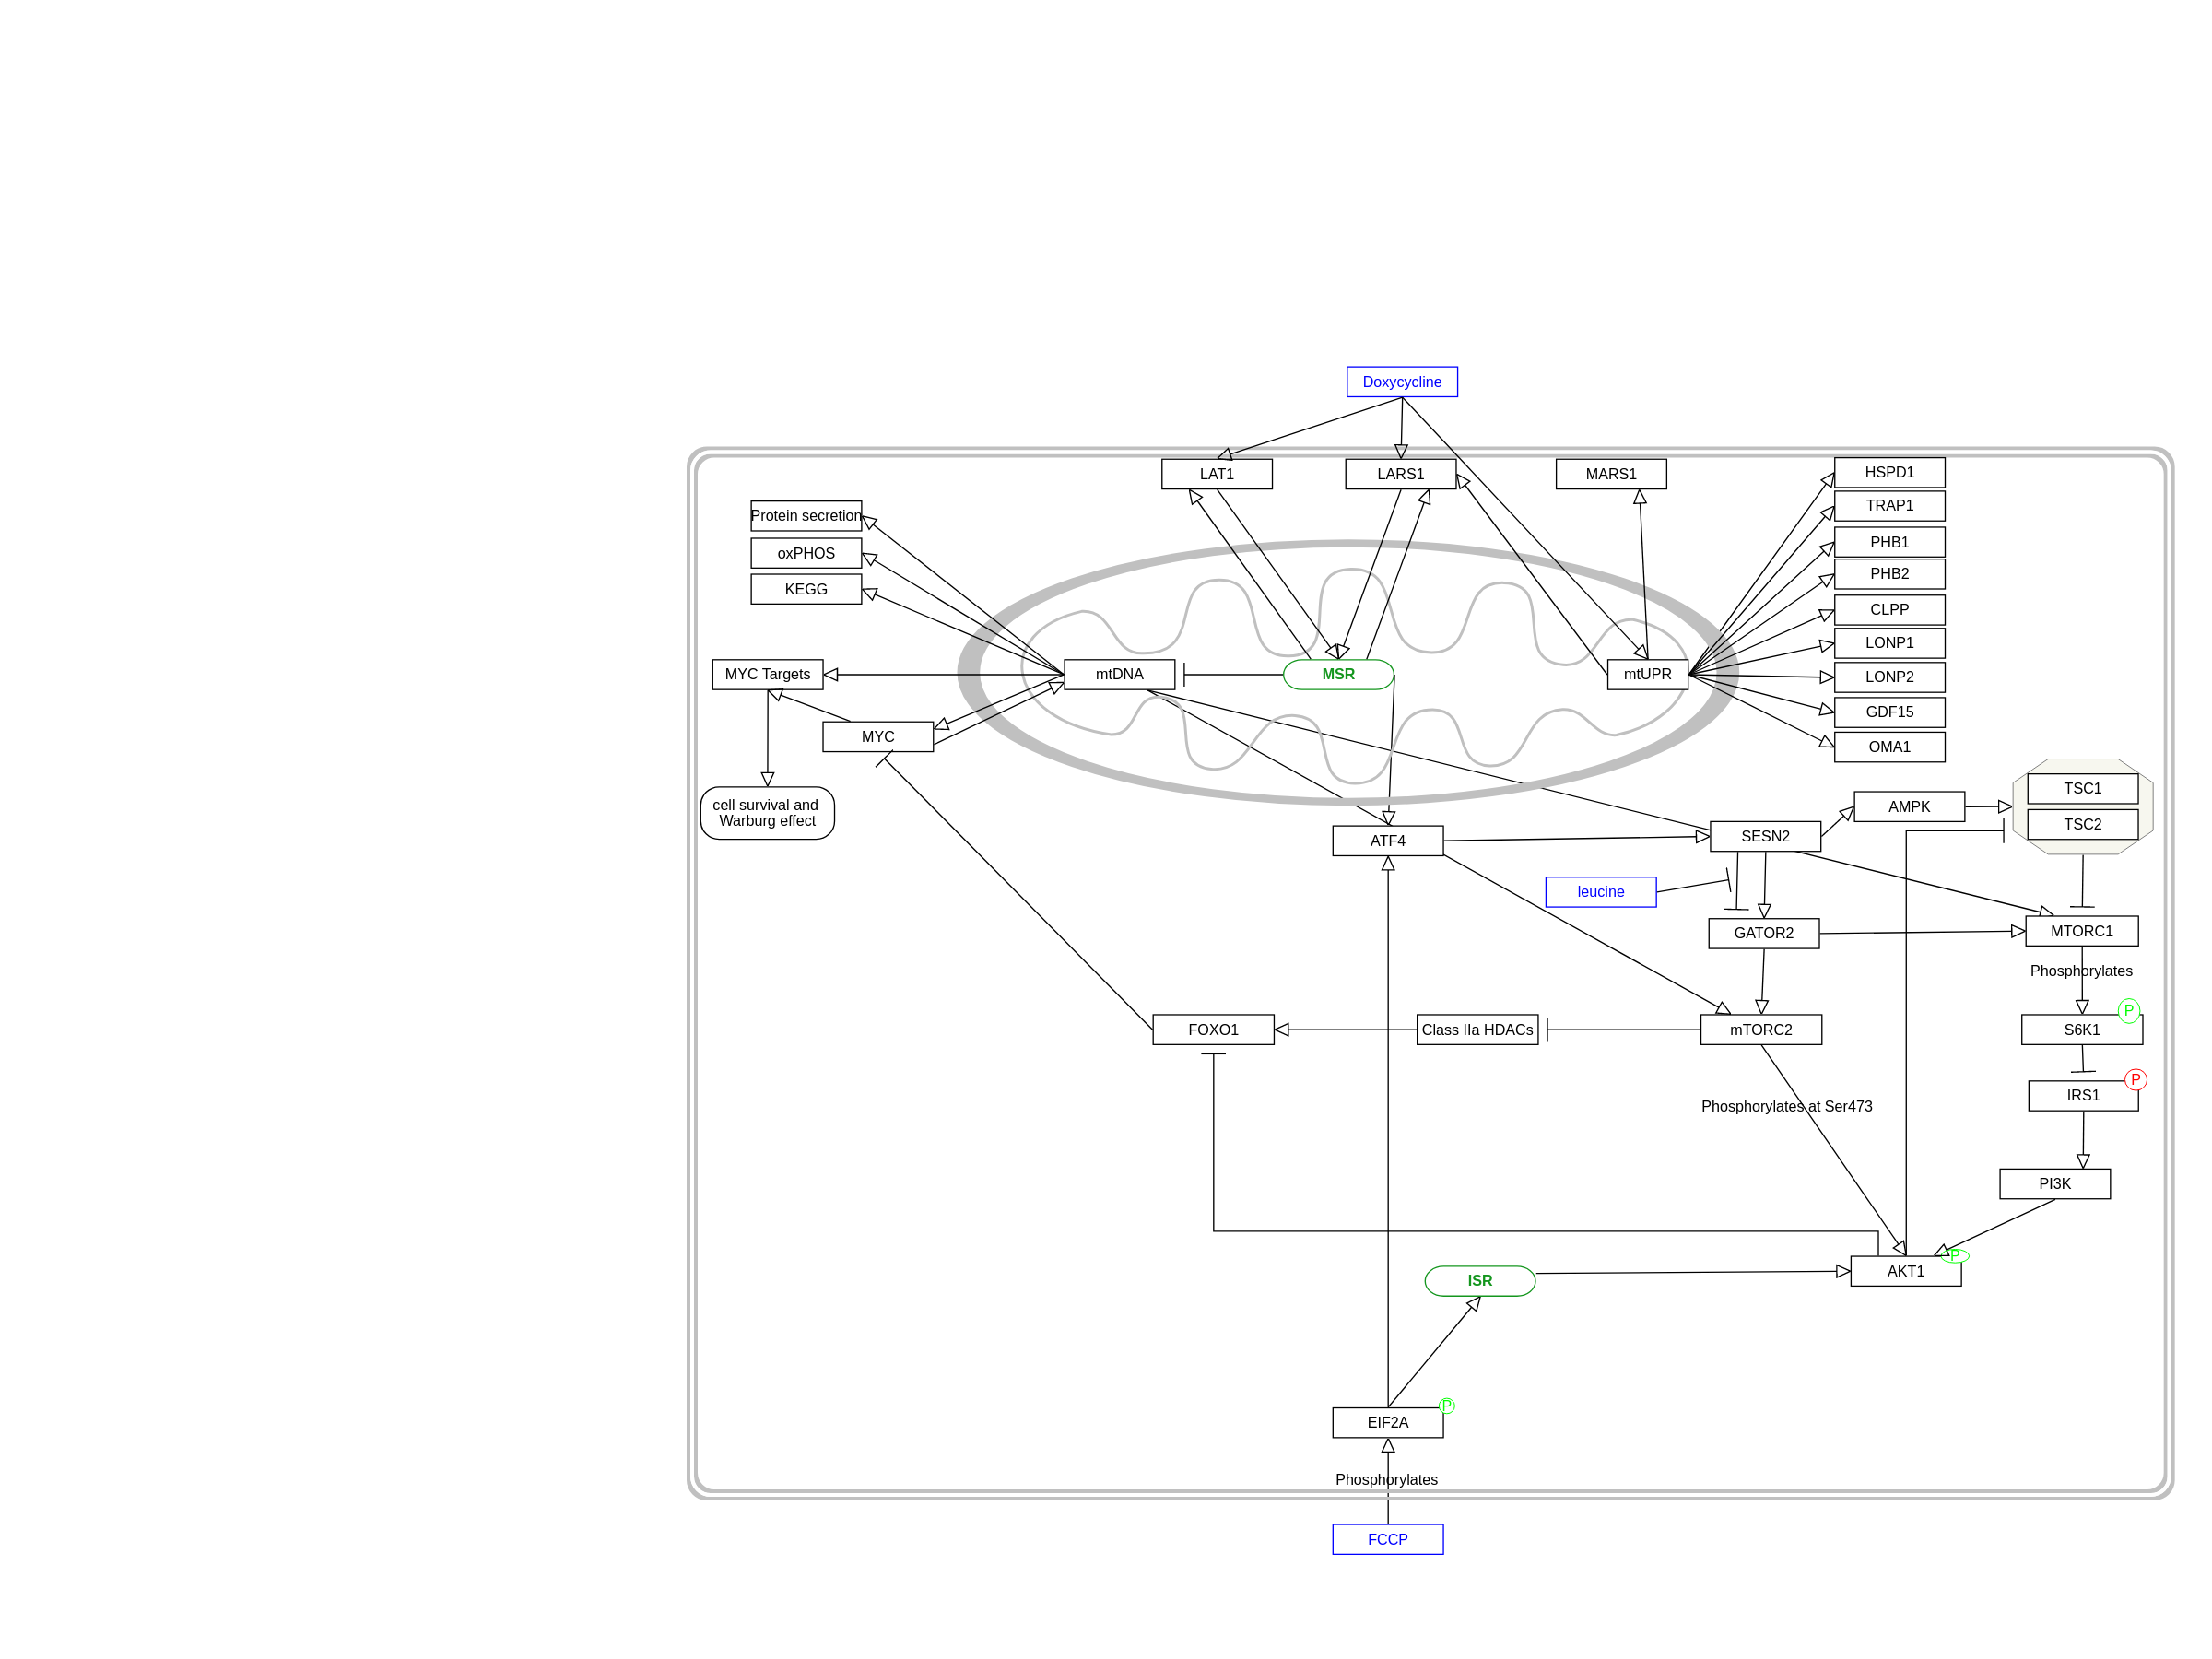 Doxycycline
LAT1
LARS1
MARS1
HSPD1
TRAP1
PHB1
PHB2
CLPP
LONP1
LONP2
GDF15
OMA1
Protein secretion
oxPHOS
KEGG
MYC Targets
mtDNA
MSR
mtUPR
MYC
cell survival and
Warburg effect
ATF4
SESN2
AMPK
TSC1
TSC2
leucine
GATOR2
MTORC1
Phosphorylates
P
FOXO1
Class IIa HDACs
mTORC2
S6K1
P
IRS1
Phosphorylates at Ser473
PI3K
P
AKT1
ISR
P
EIF2A
Phosphorylates
FCCP